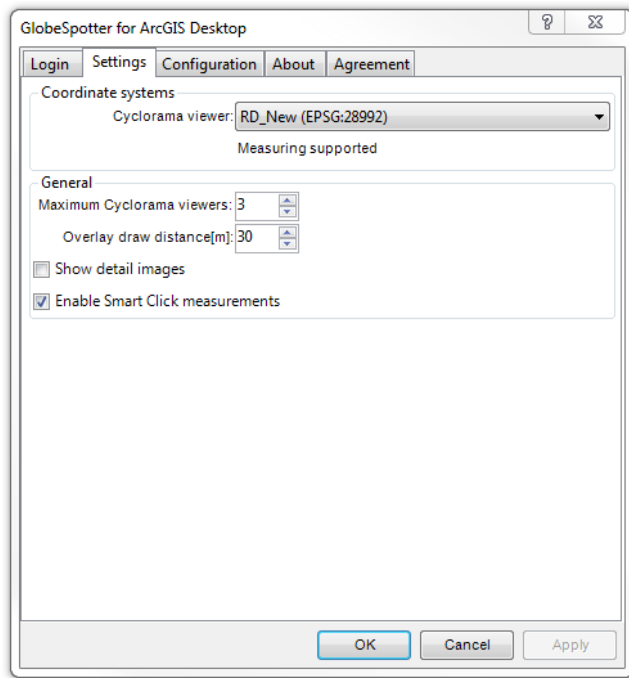 GlobeSpotter for ArcGIS Desktop
Login Settings Configuration About Agreement
Coordinate systems
Cyclorama viewer: RD_New (EPSG:28992)
Measuring supported
General
Maximum Cyclorama viewers: 3
Overlay draw distance[m]: 30
Show detail images
Enable Smart Click measurements
OK Cancel Apply